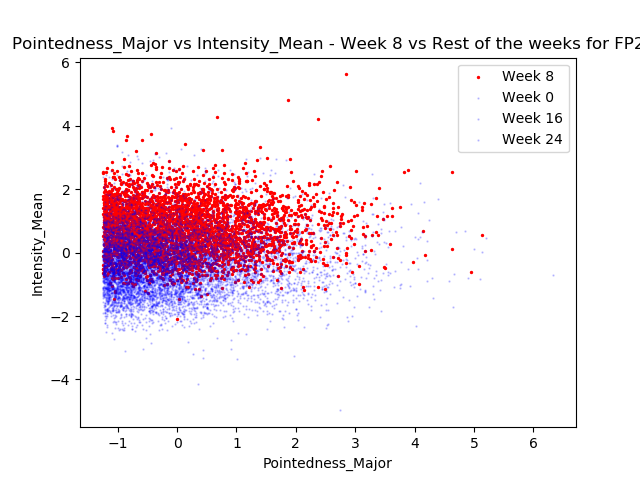 Pointedness_Major vs Intensity_Mean - Week 8 vs Rest of the weeks for FP2
Week 8
Week 0
Week 16
Week 24
6
4
2
0
−2
−4
Intensity_Mean
−1 0 1 2 3 4 5 6
Pointedness_Major